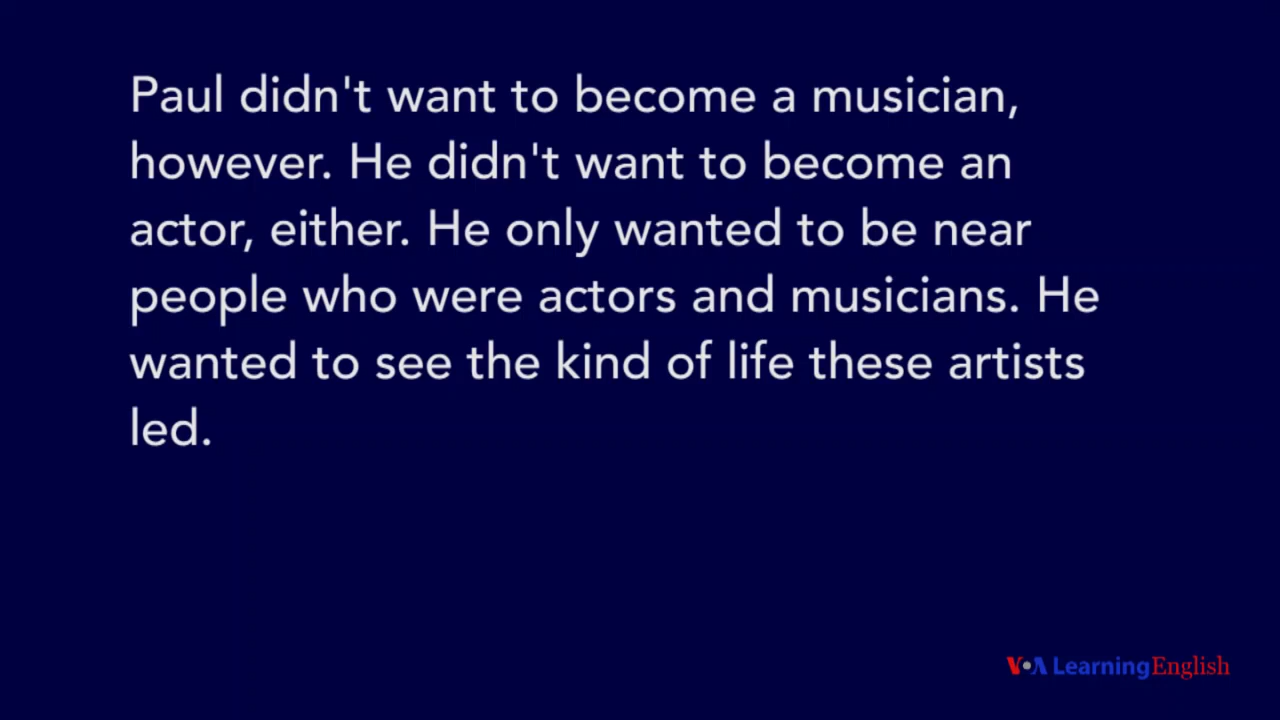 Paul didn't want to become a musician,
however. He didn't want to become an
actor, either. He only wanted to be near
people who were actors and musicians. He
wanted to see the kind of life these artists
led.
VOA Learning English